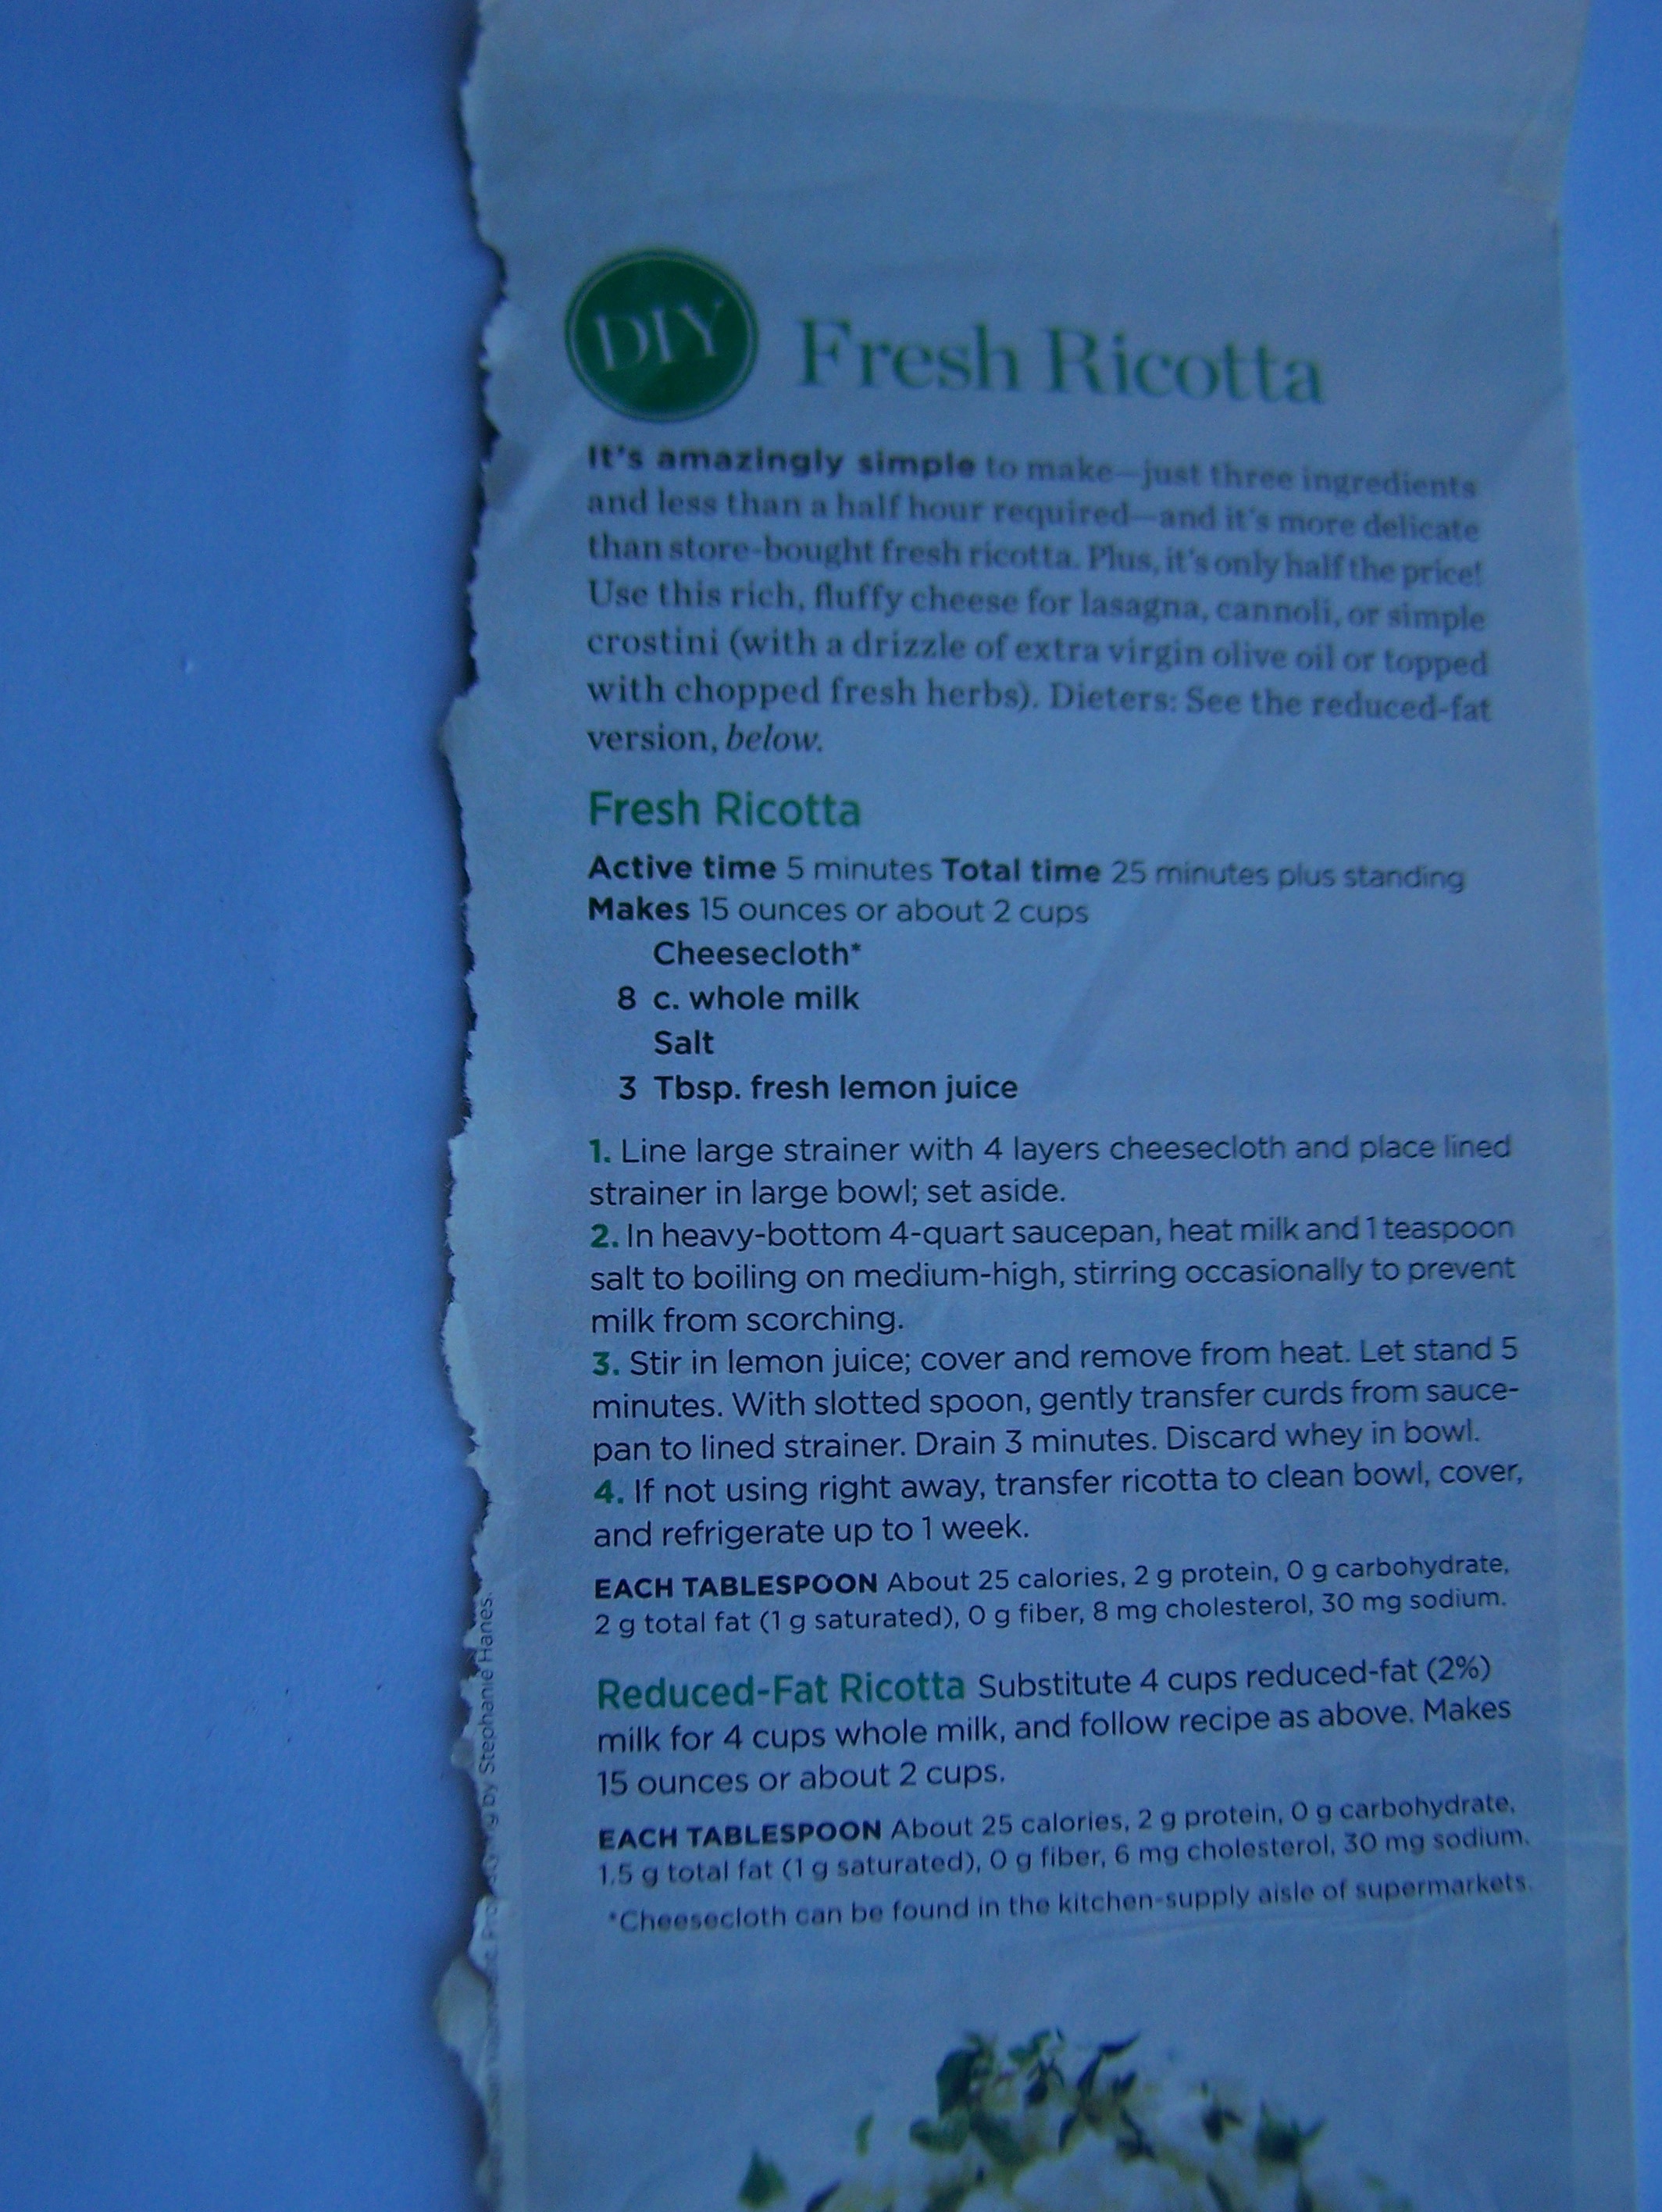 DIY Fresh Ricotta
It's amazingly simple to make—just three ingredients
and less than a half hour required—and it's more delicate
than store-bought fresh ricotta. Plus, it's only half the price!
Use this rich, fluffy cheese for lasagna, cannoli, or simple
crostini (with a drizzle of extra virgin olive oil or topped
with chopped fresh herbs). Dieters: See the reduced-fat
version, below.
Fresh Ricotta
Active time 5 minutes Total time 25 minutes plus standing
Makes 15 ounces or about 2 cups
Cheesecloth*
8 c. whole milk
Salt
3 Tbsp. fresh lemon juice
1. Line large strainer with 4 layers cheesecloth and place lined
strainer in large bowl; set aside.
2. In heavy-bottom 4-quart saucepan, heat milk and 1 teaspoon
salt to boiling on medium-high, stirring occasionally to prevent
milk from scorching.
3. Stir in lemon juice; cover and remove from heat. Let stand 5
minutes. With slotted spoon, gently transfer curds from sauce-
pan to lined strainer. Drain 3 minutes. Discard whey in bowl.
4. If not using right away, transfer ricotta to clean bowl, cover,
and refrigerate up to 1 week.
EACH TABLESPOON About 25 calories, 2 g protein, 0 g carbohydrate,
2 g total fat (1 g saturated), 0 g fiber, 8 mg cholesterol, 30 mg sodium.
Reduced-Fat Ricotta Substitute 4 cups reduced-fat (2%)
milk for 4 cups whole milk, and follow recipe as above. Makes
15 ounces or about 2 cups.
EACH TABLESPOON About 25 calories, 2 g protein, 0 g carbohydrate,
1.5 g total fat (1 g saturated), 0 g fiber, 6 mg cholesterol, 30 mg sodium.
*Cheesecloth can be found in the kitchen-supply aisle of supermarkets.
by Stephanie Hanes.